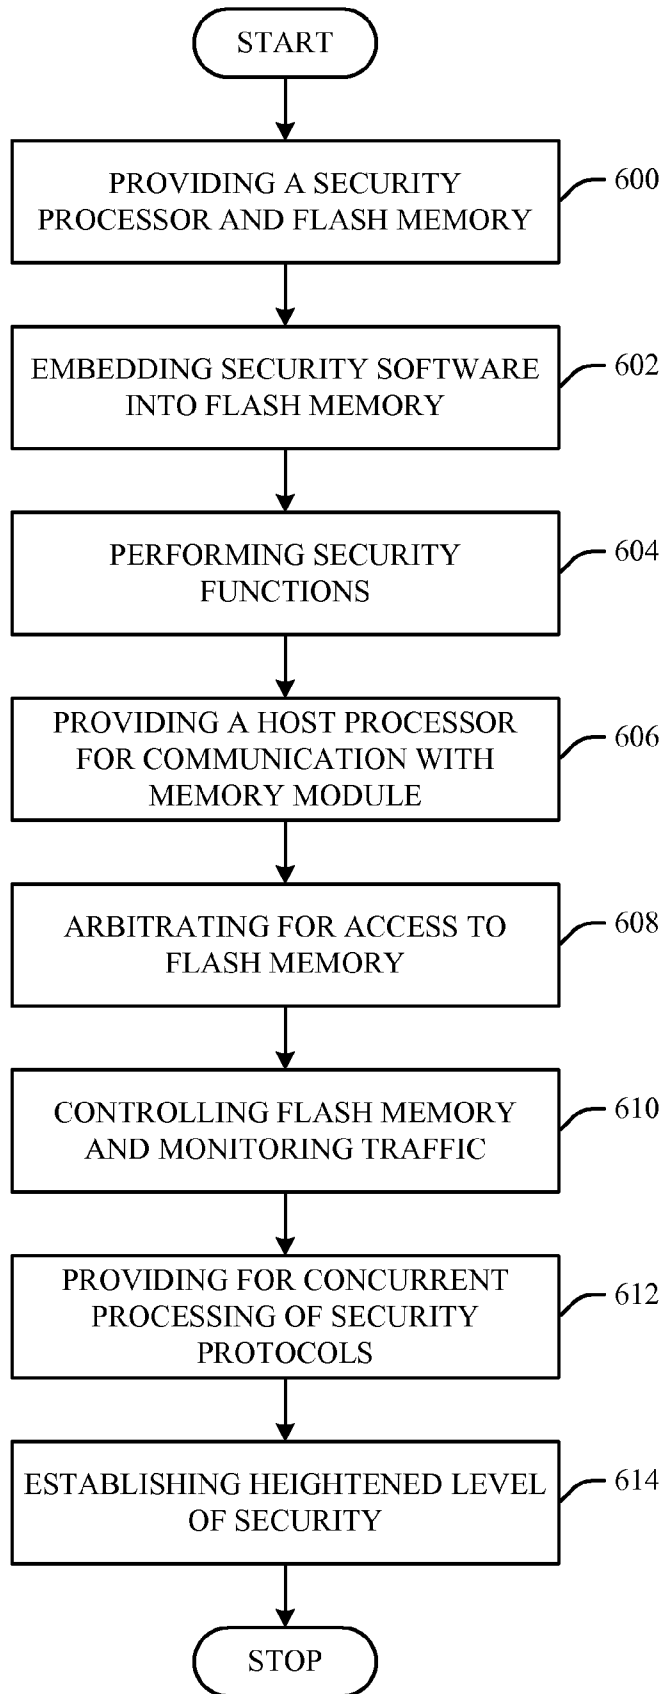 START
PROVIDING A SECURITY
PROCESSOR AND FLASH MEMORY
600
EMBEDDING SECURITY SOFTWARE
INTO FLASH MEMORY
602
PERFORMING SECURITY
FUNCTIONS
604
PROVIDING A HOST PROCESSOR
FOR COMMUNICATION WITH
MEMORY MODULE
606
ARBITRATING FOR ACCESS TO
FLASH MEMORY
608
CONTROLLING FLASH MEMORY
AND MONITORING TRAFFIC
610
PROVIDING FOR CONCURRENT
PROCESSING OF SECURITY
PROTOCOLS
612
ESTABLISHING HEIGHTENED LEVEL
OF SECURITY
614
STOP